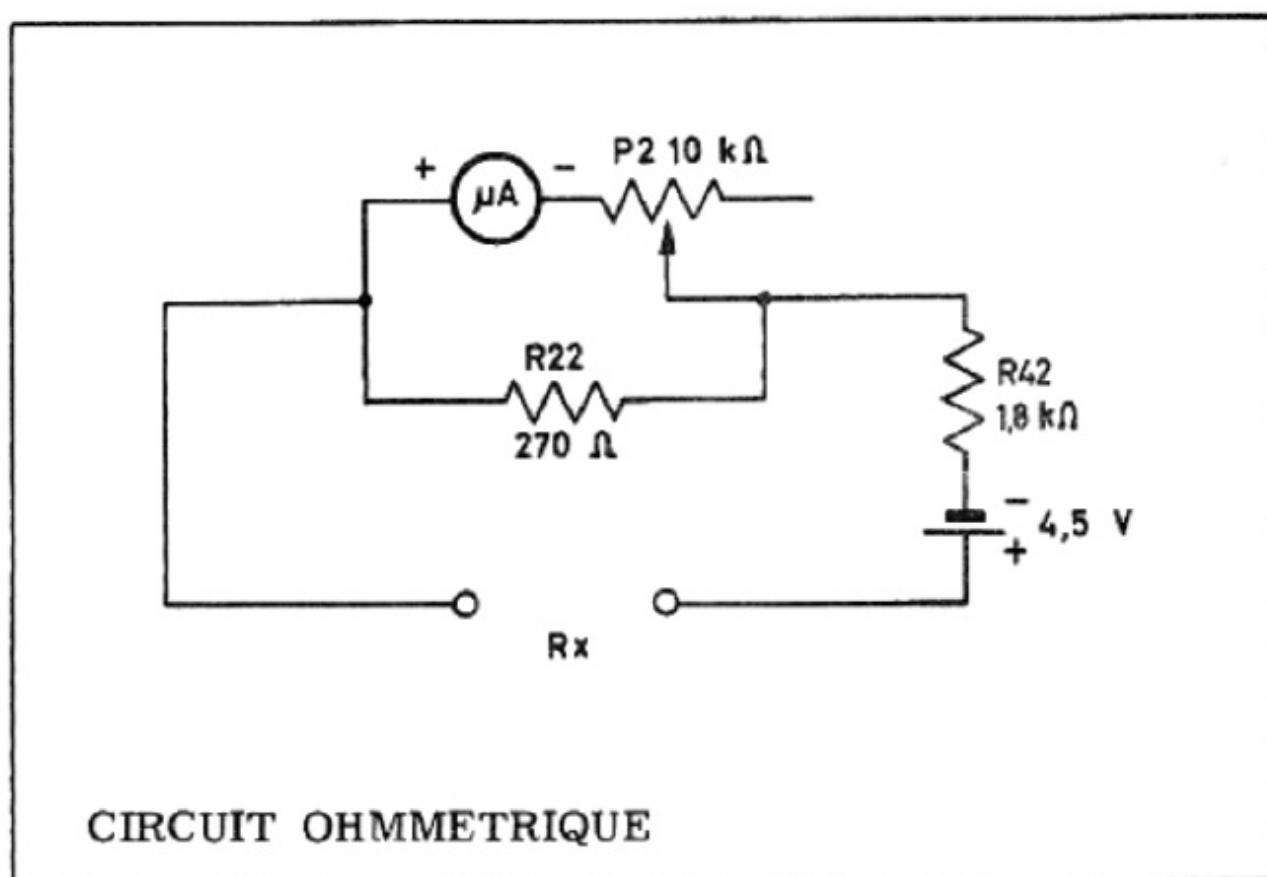 P2 10 kΩ
+ −
μA
R22
270 Ω
R42
1,8 kΩ
−
4,5 V
+
Rx
CIRCUIT OHMMETRIQUE